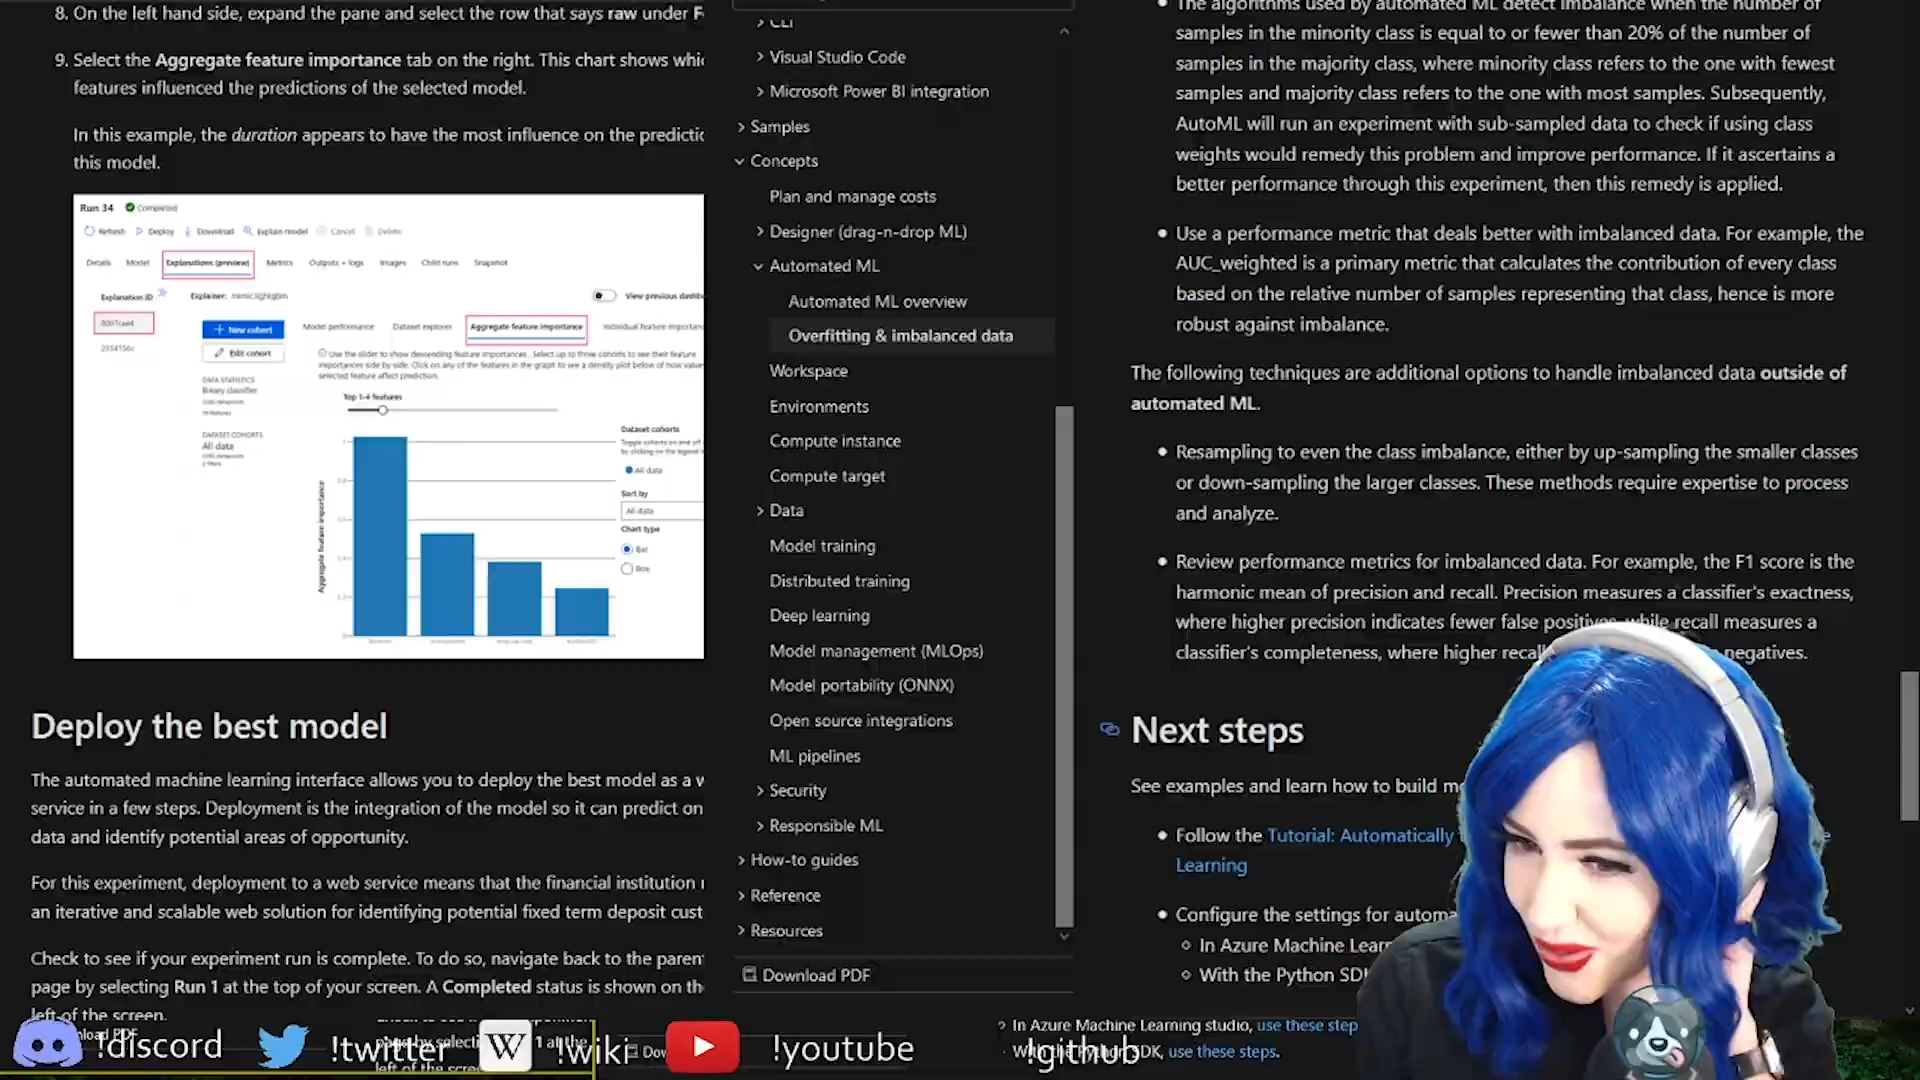 8. On the left hand side, expand the pane and select the row that says raw under
9. Select the Aggregate feature importance tab on the right. This chart shows
features influenced the predictions of the selected model.
In this example, the duration appears to have the most influence on the
this model.
Run 34 Completed
Refresh Deploy Download Explain model Cancel Delete
Details Model Explanations (preview) Metrics Outputs + logs Images Child runs Snapshot
Explanation ID
Explainer:
View previous
New cohort
Edit cohort
Model performance Dataset explorer Aggregate feature importance Individual feature
Use the slider to show descending feature importances. Select up to three cohorts to see their feature
importances side by side. Click on any of the features in the graph to see a density plot below of how
selected feature affect prediction.
DATA STATISTICS
Binary classifier
DATASET COHORTS
All data
Top 1-4 features
Aggregate feature importance
Dataset cohorts
Toggle cohorts on and off
by clicking on the legend
All data
Sort by
All data
Chart type
Bar
Box
Deploy the best model
The automated machine learning interface allows you to deploy the best model as a
service in a few steps. Deployment is the integration of the model so it can predict on
data and identify potential areas of opportunity.
For this experiment, deployment to a web service means that the financial institution
an iterative and scalable web solution for identifying potential fixed term deposit
Check to see if your experiment run is complete. To do so, navigate back to the
page by selecting Run 1 at the top of your screen. A Completed status is shown on
left of the screen.
CLI
Visual Studio Code
Microsoft Power BI integration
Samples
Concepts
Plan and manage costs
Designer (drag-n-drop ML)
Automated ML
Automated ML overview
Overfitting & imbalanced data
Workspace
Environments
Compute instance
Compute target
Data
Model training
Distributed training
Deep learning
Model management (MLOps)
Model portability (ONNX)
Open source integrations
ML pipelines
Security
Responsible ML
How-to guides
Reference
Resources
Download PDF
The algorithms used by automated ML detect imbalance when the number of
samples in the minority class is equal to or fewer than 20% of the number of
samples in the majority class, where minority class refers to the one with fewest
samples and majority class refers to the one with most samples. Subsequently,
AutoML will run an experiment with sub-sampled data to check if using class
weights would remedy this problem and improve performance. If it ascertains a
better performance through this experiment, then this remedy is applied.
Use a performance metric that deals better with imbalanced data. For example, the
AUC_weighted is a primary metric that calculates the contribution of every class
based on the relative number of samples representing that class, hence is more
robust against imbalance.
The following techniques are additional options to handle imbalanced data outside of
automated ML.
Resampling to even the class imbalance, either by up-sampling the smaller classes
or down-sampling the larger classes. These methods require expertise to process
and analyze.
Review performance metrics for imbalanced data. For example, the F1 score is the
harmonic mean of precision and recall. Precision measures a classifier's exactness,
where higher precision indicates fewer false positives, while recall measures a
classifier's completeness, where higher recall negatives.
Next steps
See examples and learn how to build
Follow the Tutorial: Automatically
Learning
Configure the settings for
In Azure Machine
With the Python
In Azure Machine Learning studio, use these step
With the Python SDK, use these steps.
!discord !twitter W !wiki !youtube !github